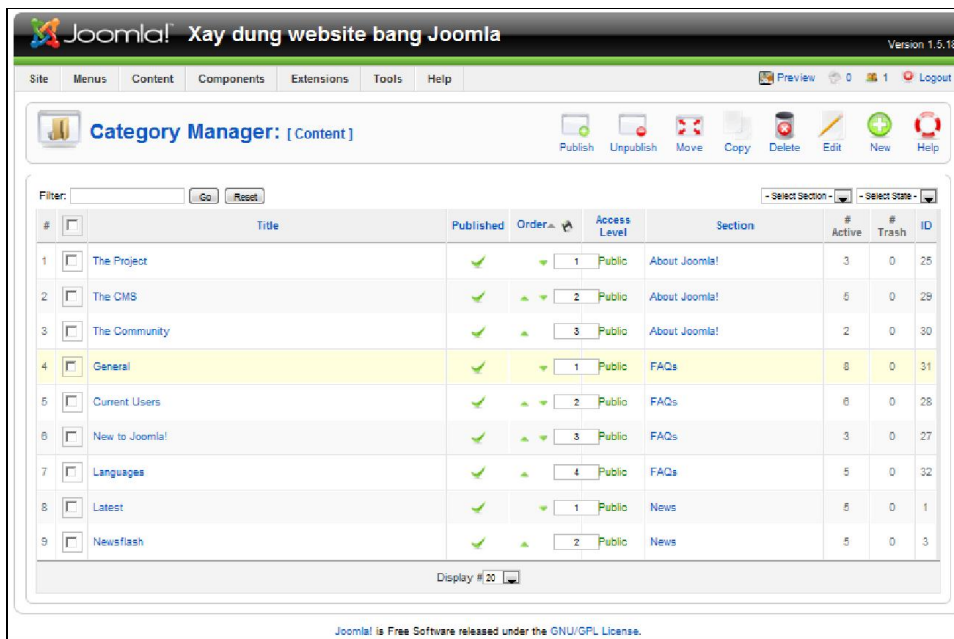 Joomla! Xay dung website bang Joomla
Version 1.5.18
Site Menus Content Components Extensions Tools Help Preview 0 1 Logout
Category Manager: [ Content ]
Publish Unpublish Move Copy Delete Edit New Help
Filter: Go Reset - Select Section - - Select State -
# Title Published Order Access Level Section # Active # Trash ID
1 The Project 1 Public About Joomla! 3 0 25
2 The CMS 2 Public About Joomla! 5 0 29
3 The Community 3 Public About Joomla! 2 0 30
4 General 1 Public FAQs 8 0 31
5 Current Users 2 Public FAQs 6 0 28
6 New to Joomla! 3 Public FAQs 3 0 27
7 Languages 4 Public FAQs 5 0 32
8 Latest 1 Public News 5 0 1
9 Newsflash 2 Public News 5 0 3
Display # 20
Joomla! is Free Software released under the GNU/GPL License.